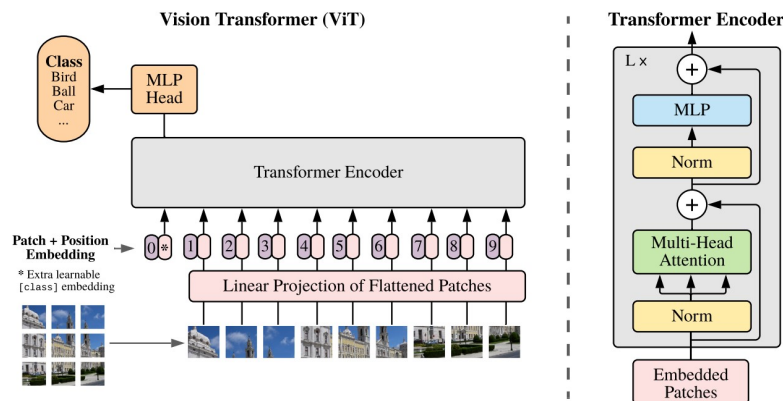 Vision Transformer (ViT)
Class
Bird
Ball
Car
...
MLP
Head
Transformer Encoder
Patch + Position
Embedding
0 * 1 2 3 4 5 6 7 8 9
* Extra learnable
[class] embedding
Linear Projection of Flattened Patches
Transformer Encoder
L ×
+
MLP
Norm
+
Multi-Head
Attention
Norm
Embedded
Patches